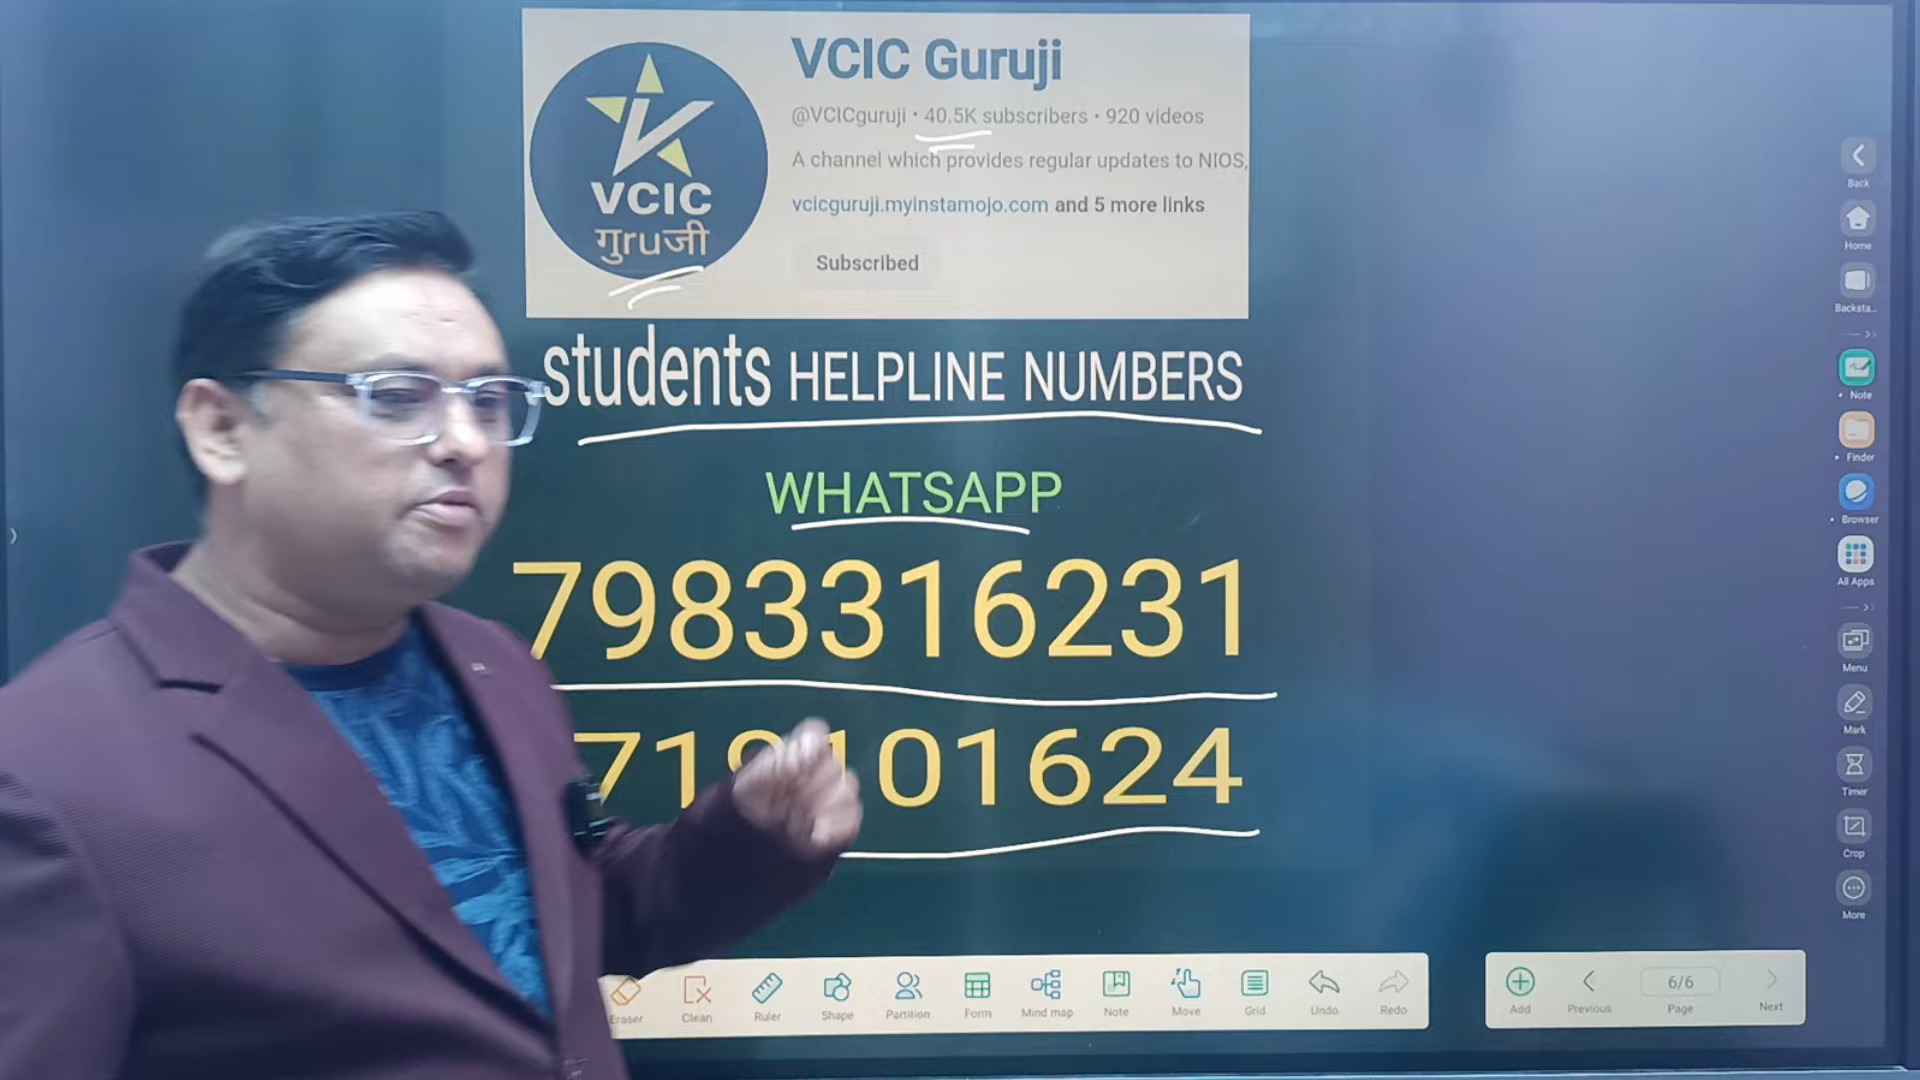 VCIC Guruji
@VCICguruji • 40.5K subscribers • 920 videos
A channel which provides regular updates to NIOS,
vcicguruji.myinstamojo.com and 5 more links
Subscribed
VCIC
गुruजी
students HELPLINE NUMBERS
WHATSAPP
7983316231
01624
Back
Home
Backsta...
Note
Finder
Browser
All Apps
Menu
Mark
Timer
Crop
More
Eraser
Clean
Ruler
Shape
Partition
Form
Mind map
Note
Move
Grid
Undo
Redo
Add
Previous
6/6
Page
Next